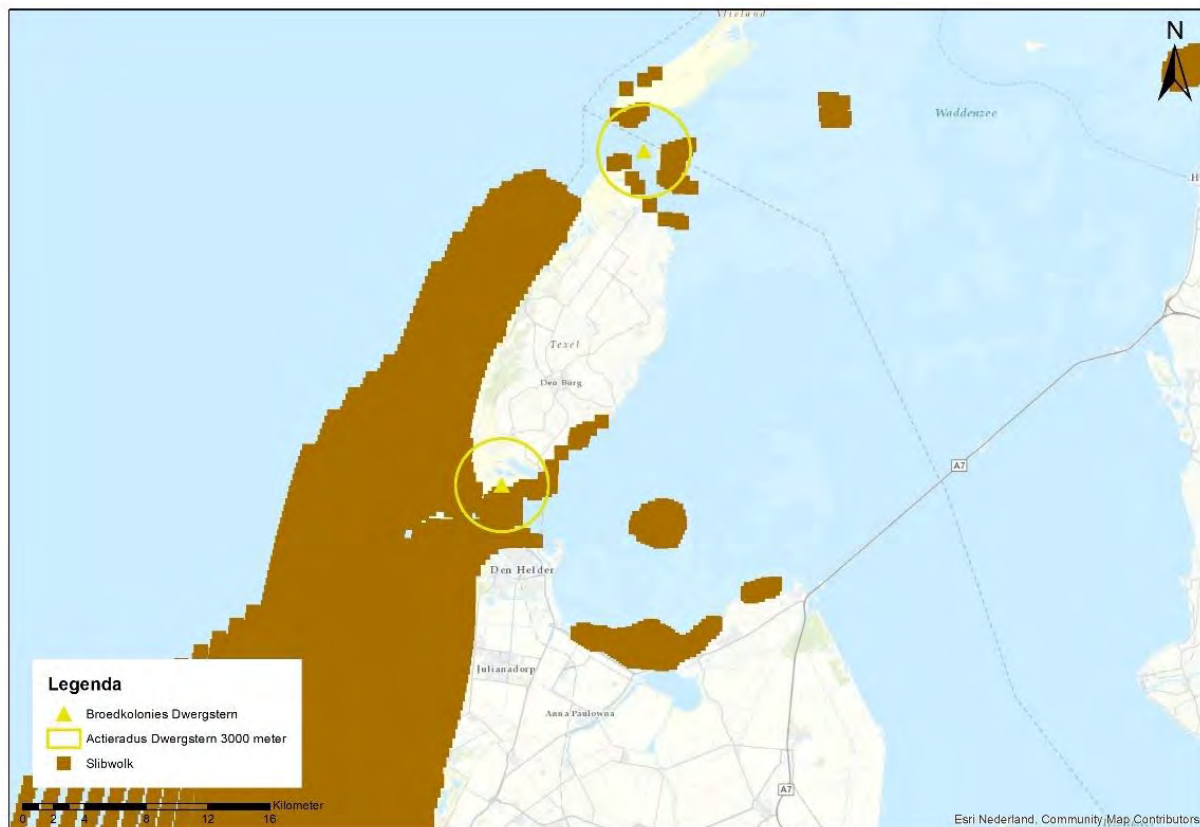 Vlieland
N
Waddenzee
H
Texel
Den Burg
A7
Den Helder
Julianadorp
Anna Paulowna
A7
Legenda
Broedkolonies Dwergstern
Actieradus Dwergstern 3000 meter
Slibwolk
Kilometer
0 2 4 8 12 16
Esri Nederland, Community Map Contributors